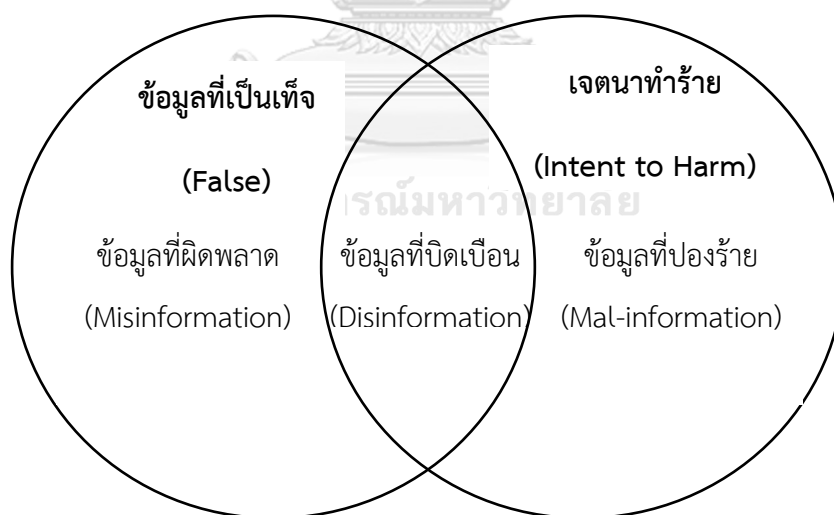 ข้อมูลที่เป็นเท็จ
(False)
เจตนาทำร้าย
(Intent to Harm)
ข้อมูลที่ผิดพลาด
(Misinformation)
ข้อมูลที่บิดเบือน
(Disinformation)
ข้อมูลที่ปองร้าย
(Mal-information)